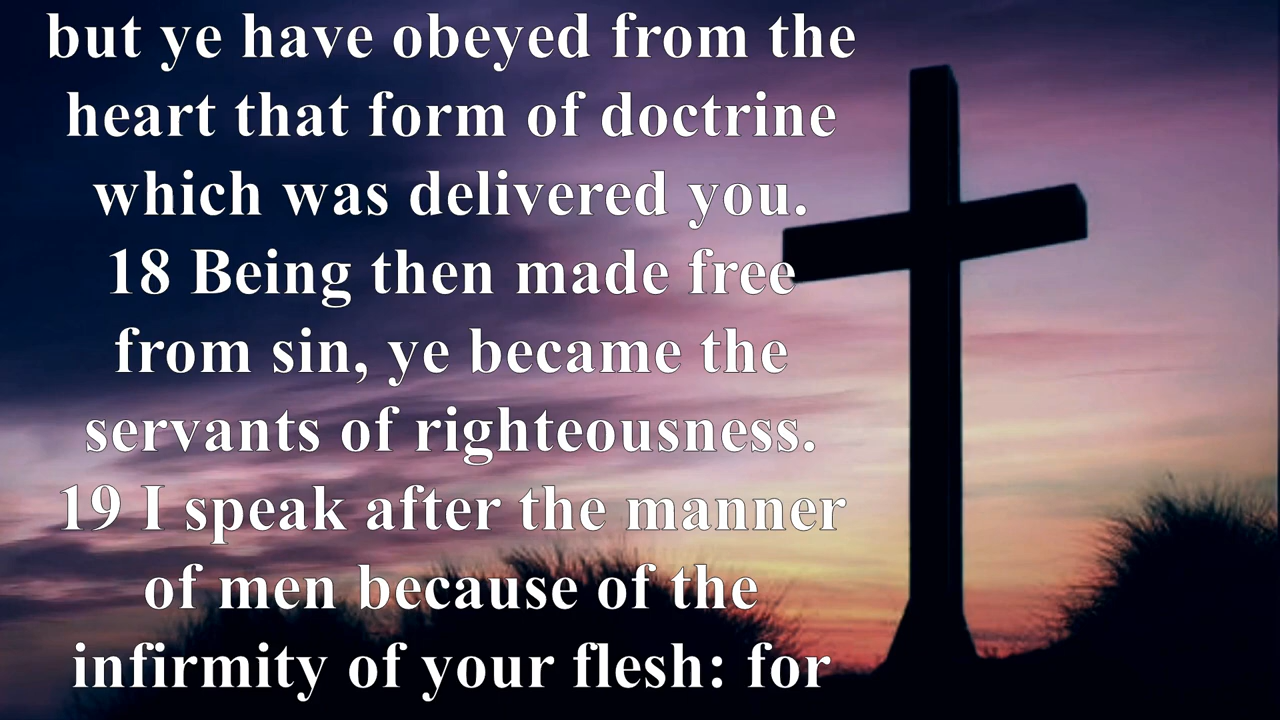 but ye have obeyed from the
heart that form of doctrine
which was delivered you.
18 Being then made free
from sin, ye became the
servants of righteousness.
19 I speak after the manner
of men because of the
infirmity of your flesh: for